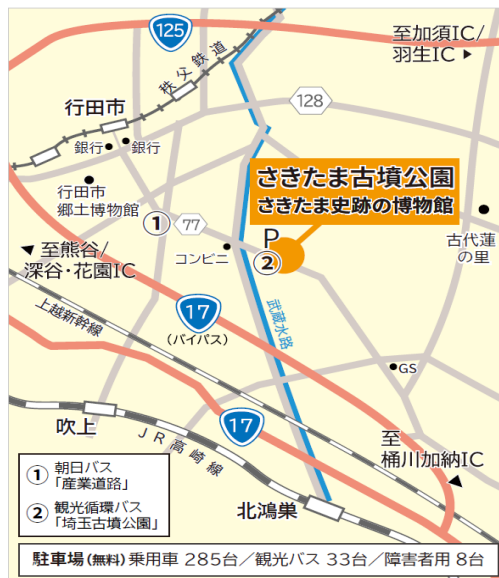 125
秩父鉄道
至加須IC/
羽生IC ▶
行田市
128
銀行
銀行
さきたま古墳公園
さきたま史跡の博物館
行田市
郷土博物館
①
77
P
②
コンビニ
古代蓮
の里
◀至熊谷/
深谷・花園IC
上越新幹線
17
(バイパス)
武蔵水路
GS
17
吹上
JR高崎線
至
桶川加納IC
① 朝日バス
「産業道路」
② 観光循環バス
「埼玉古墳公園」
北鴻巣
駐車場(無料) 乗用車 285台/観光バス 33台/障害者用 8台